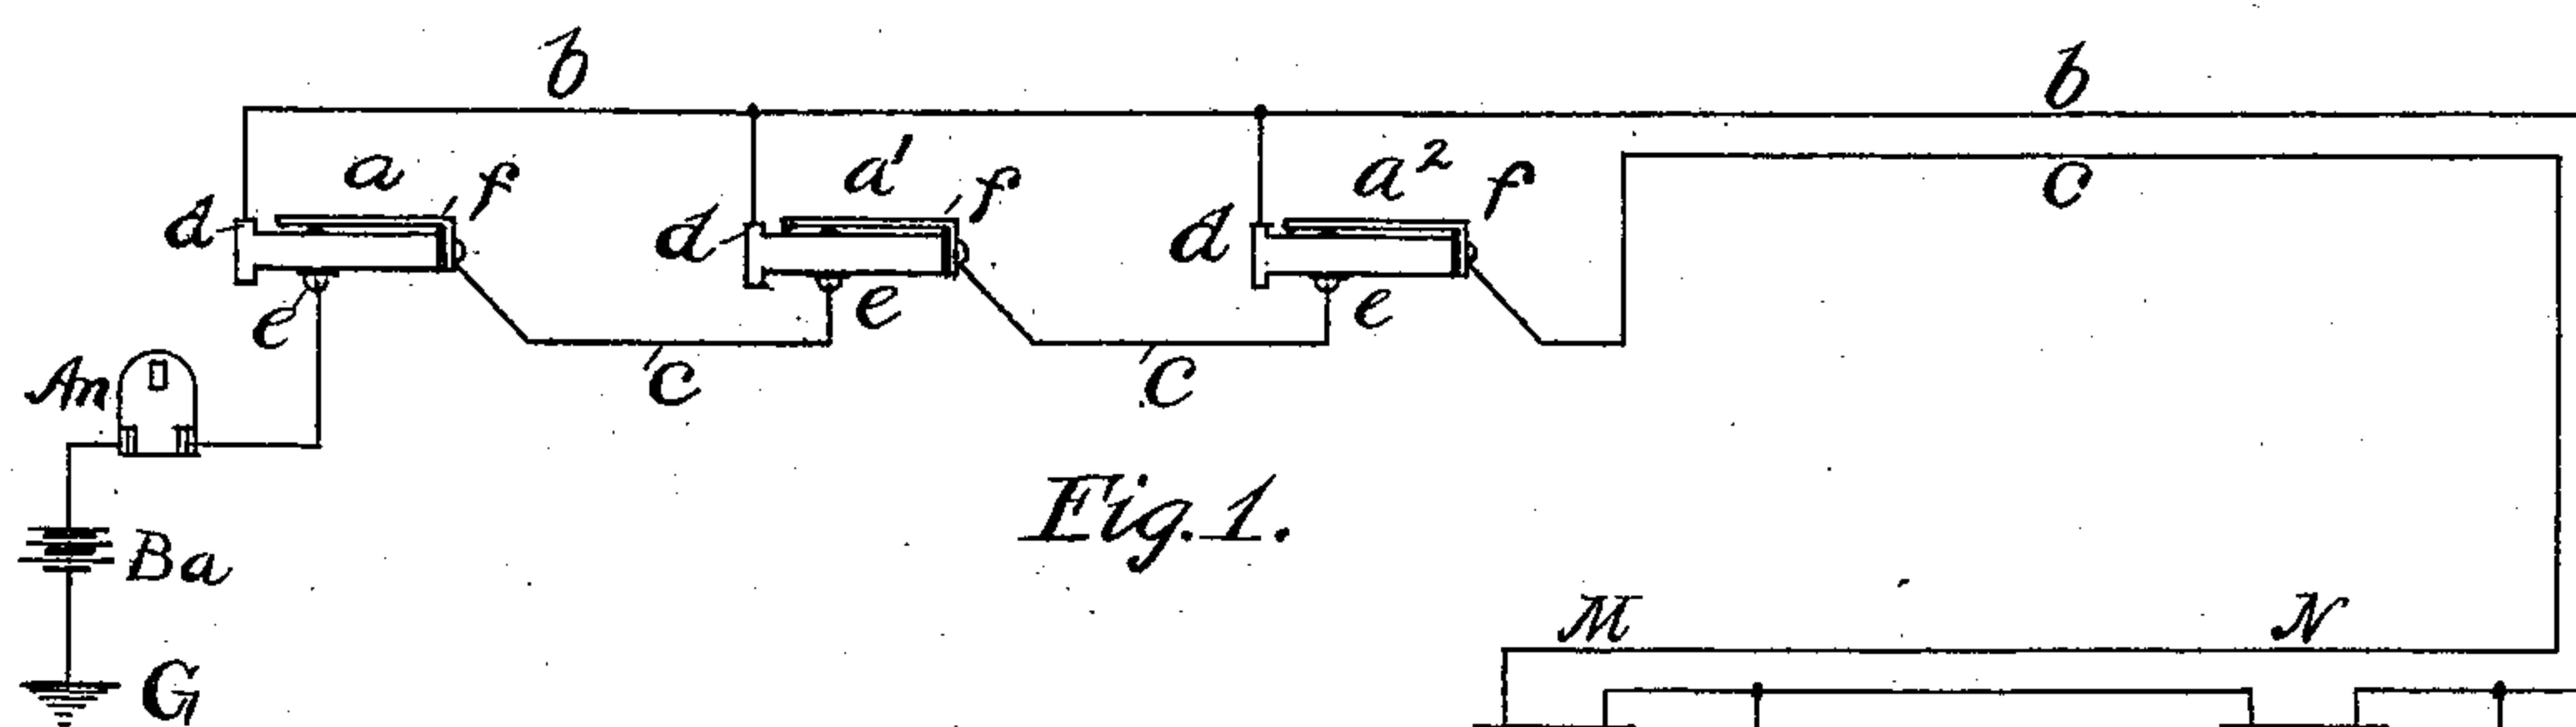 b b
a f a' f a² f c
d d d
e e e
An c c
Fig. 1.
Ba
M N
G